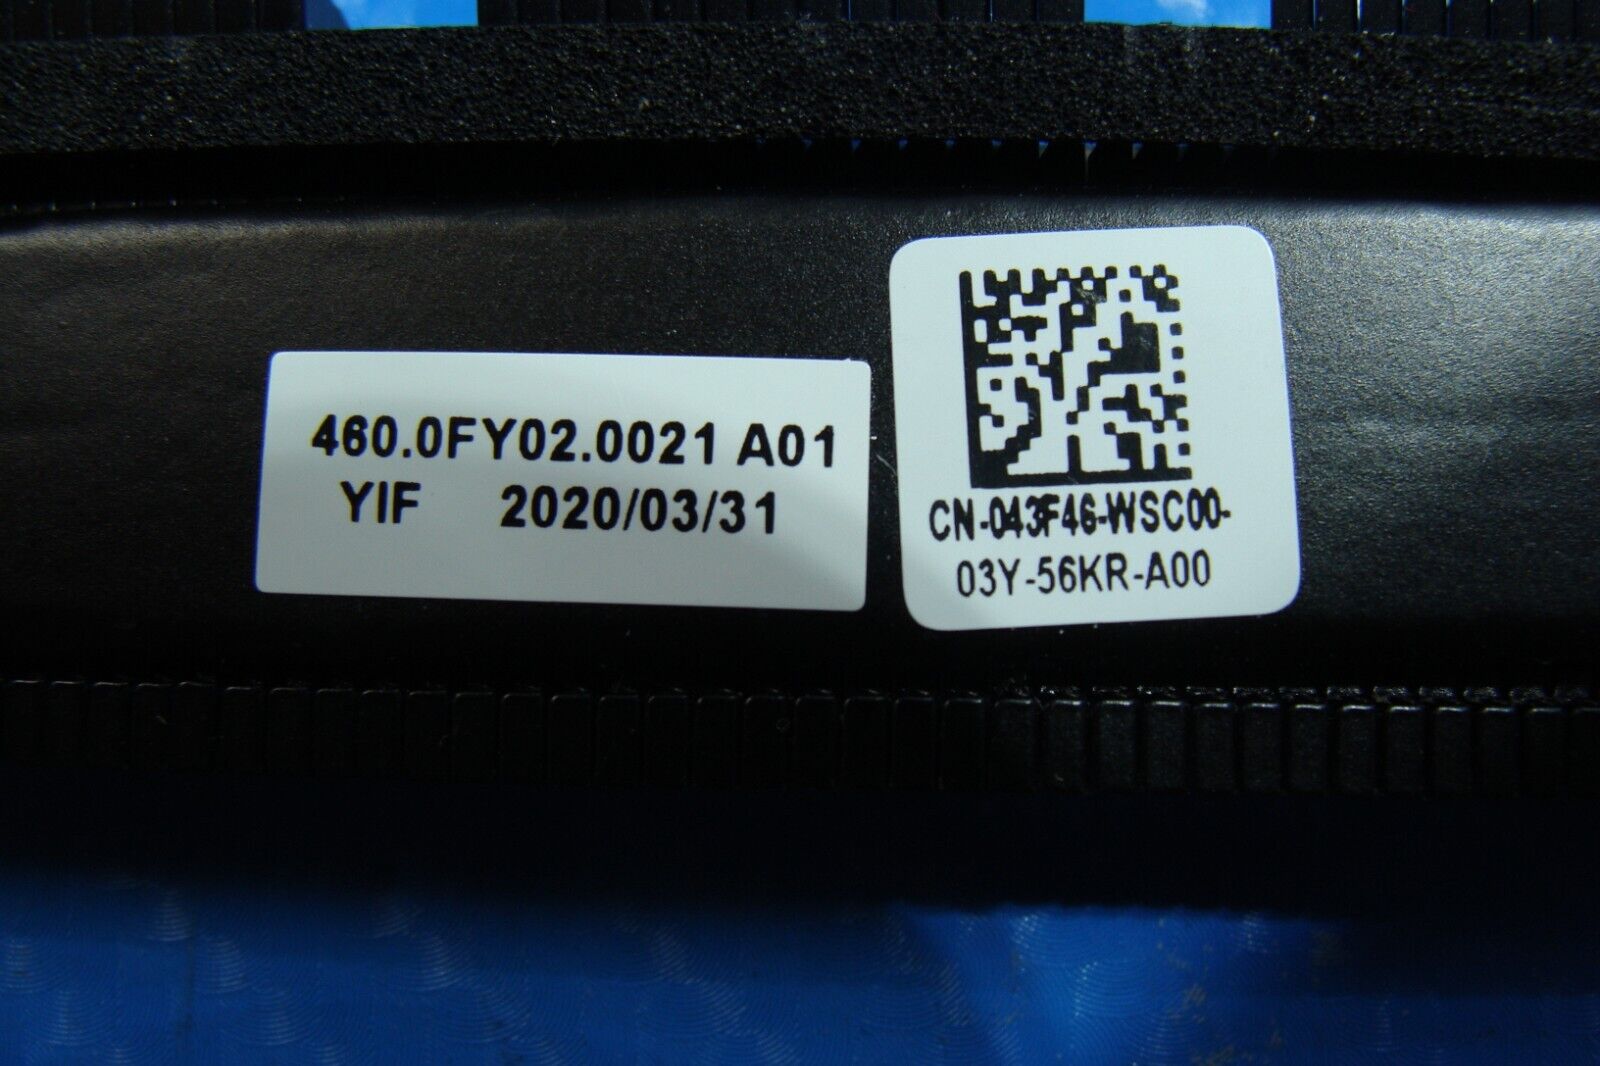 460.0FY02.0021 A01
YIF 2020/03/31
CN-043F46-WSC00-
03Y-56KR-A00